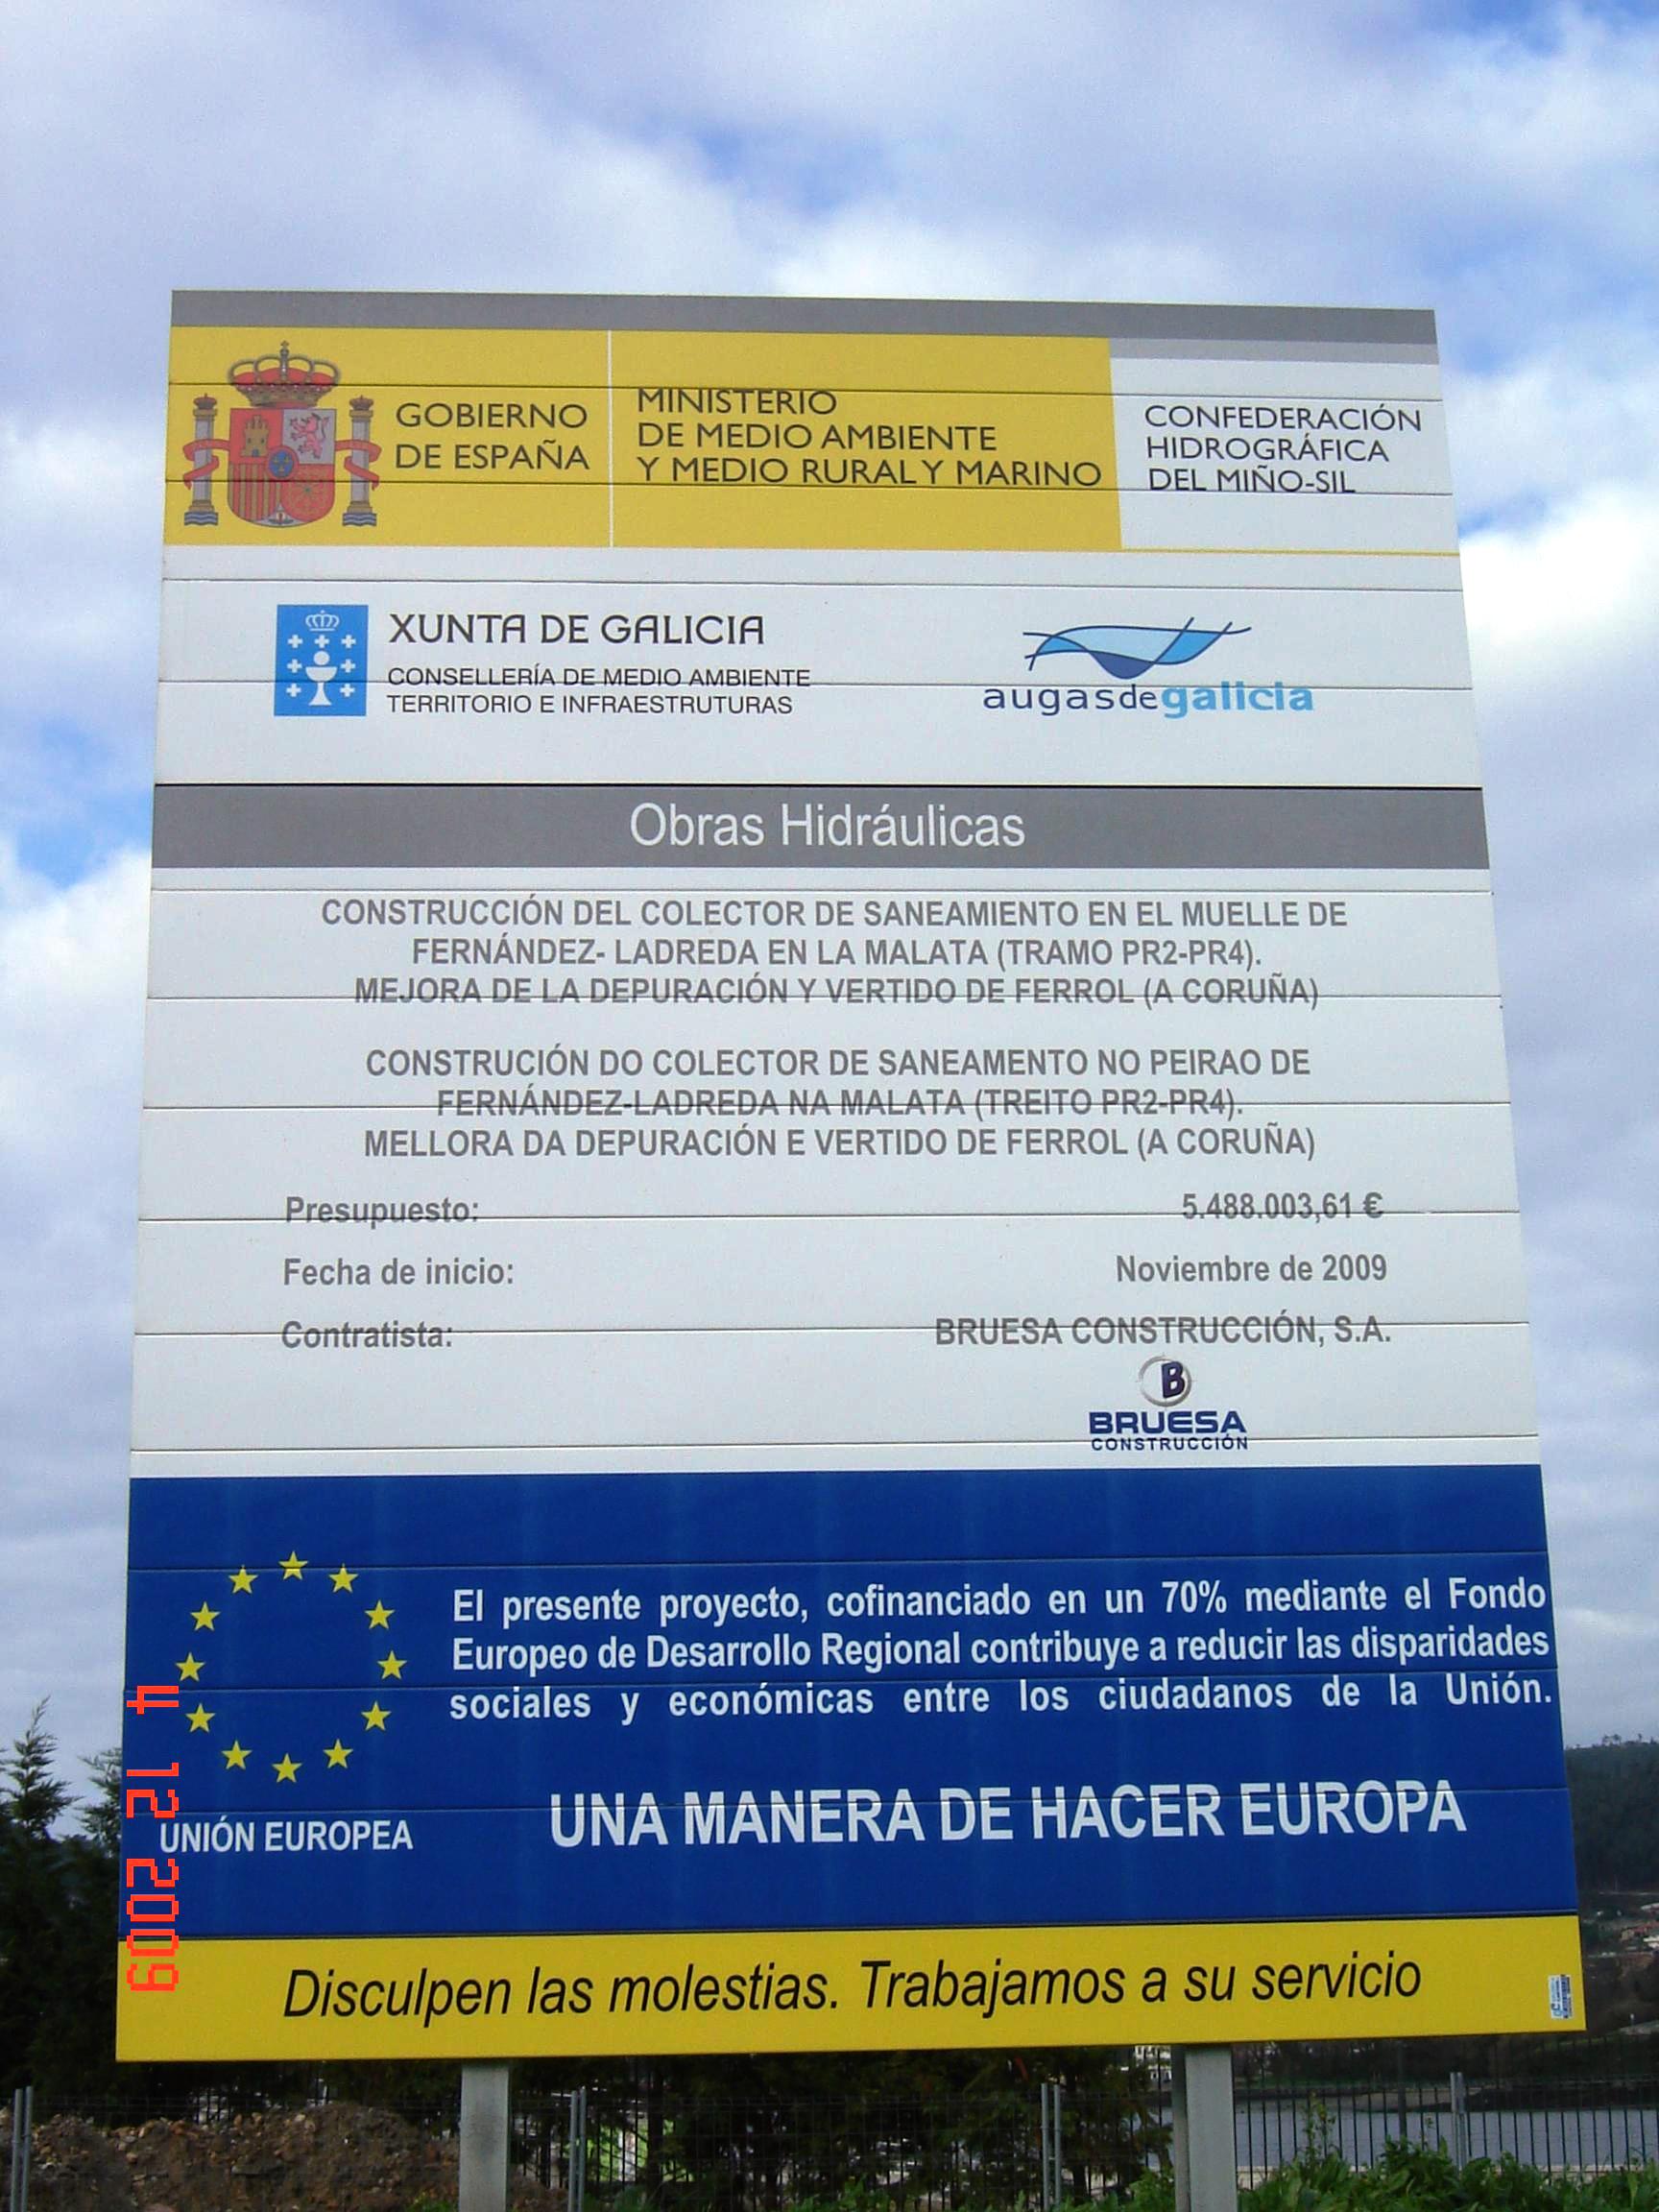 GOBIERNO
DE ESPAÑA
MINISTERIO
DE MEDIO AMBIENTE
Y MEDIO RURAL Y MARINO
CONFEDERACIÓN
HIDROGRÁFICA
DEL MIÑO-SIL
XUNTA DE GALICIA
CONSELLERÍA DE MEDIO AMBIENTE
TERRITORIO E INFRAESTRUTURAS
augasdegalicia
Obras Hidráulicas
CONSTRUCCIÓN DEL COLECTOR DE SANEAMIENTO EN EL MUELLE DE
FERNÁNDEZ- LADREDA EN LA MALATA (TRAMO PR2-PR4).
MEJORA DE LA DEPURACIÓN Y VERTIDO DE FERROL (A CORUÑA)
CONSTRUCIÓN DO COLECTOR DE SANEAMENTO NO PEIRAO DE
FERNÁNDEZ-LADREDA NA MALATA (TREITO PR2-PR4).
MELLORA DA DEPURACIÓN E VERTIDO DE FERROL (A CORUÑA)
Presupuesto: 5.488.003,61 €
Fecha de inicio: Noviembre de 2009
Contratista: BRUESA CONSTRUCCIÓN, S.A.
B
BRUESA
CONSTRUCCIÓN
El presente proyecto, cofinanciado en un 70% mediante el Fondo
Europeo de Desarrollo Regional contribuye a reducir las disparidades
sociales y económicas entre los ciudadanos de la Unión.
UNIÓN EUROPEA
UNA MANERA DE HACER EUROPA
Disculpen las molestias. Trabajamos a su servicio
4 12 2009